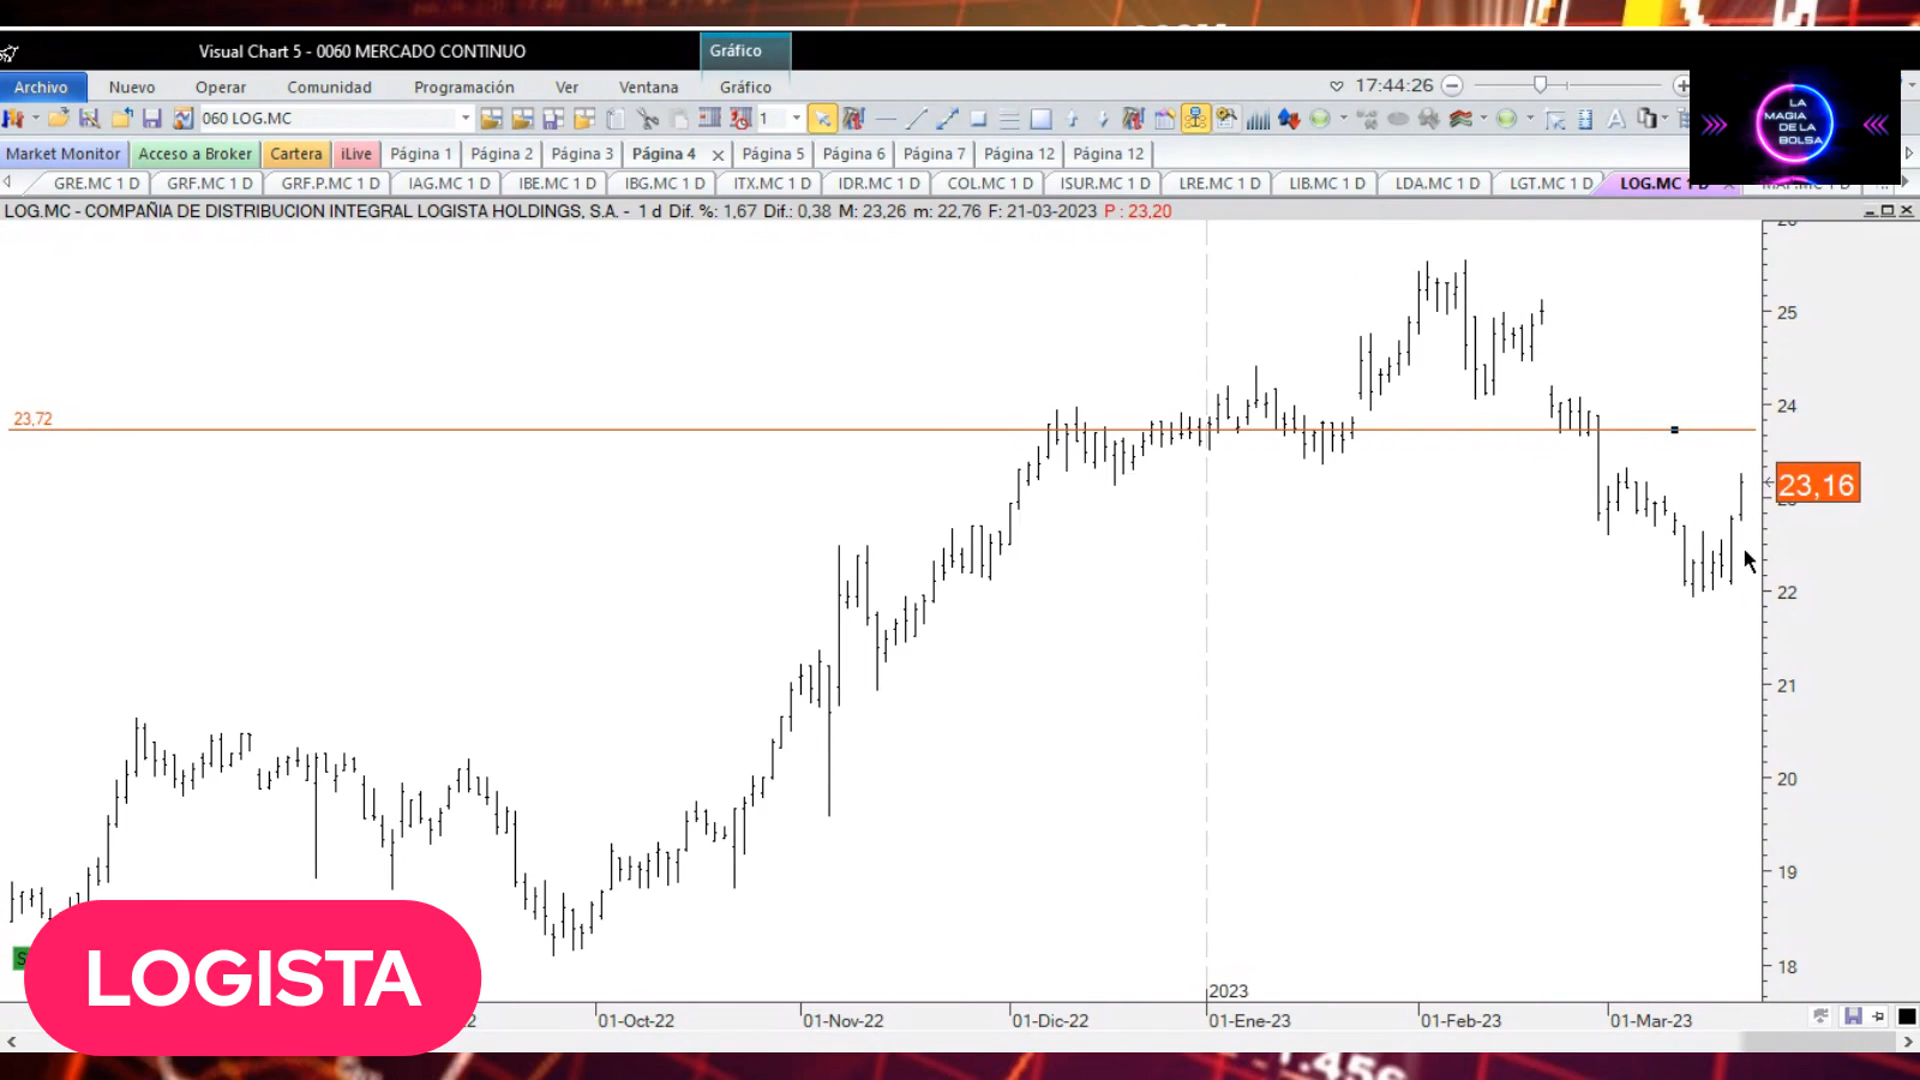 Visual Chart 5 - 0060 MERCADO CONTINUO
Gráfico
Archivo Nuevo Operar Comunidad Programación Ver Ventana Gráfico
17:44:26
060 LOG.MC
1
LA
MAGIA
DE LA
BOLSA
Market Monitor Acceso a Broker Cartera iLive Página 1 Página 2 Página 3 Página 4 Página 5 Página 6 Página 7 Página 12 Página 12
GRE.MC 1 D GRF.MC 1 D GRF.P.MC 1 D IAG.MC 1 D IBE.MC 1 D IBG.MC 1 D ITX.MC 1 D IDR.MC 1 D COL.MC 1 D ISUR.MC 1 D LRE.MC 1 D LIB.MC 1 D LDA.MC 1 D LGT.MC 1 D LOG.MC 1 D
LOG.MC - COMPAÑIA DE DISTRIBUCION INTEGRAL LOGISTA HOLDINGS, S.A. - 1 d Dif. %: 1,67 Dif.: 0,38 M: 23,26 m: 22,76 F: 21-03-2023 P : 23,20
25
24
23,72
23,16
22
21
20
19
18
LOGISTA
2023
01-Oct-22 01-Nov-22 01-Dic-22 01-Ene-23 01-Feb-23 01-Mar-23